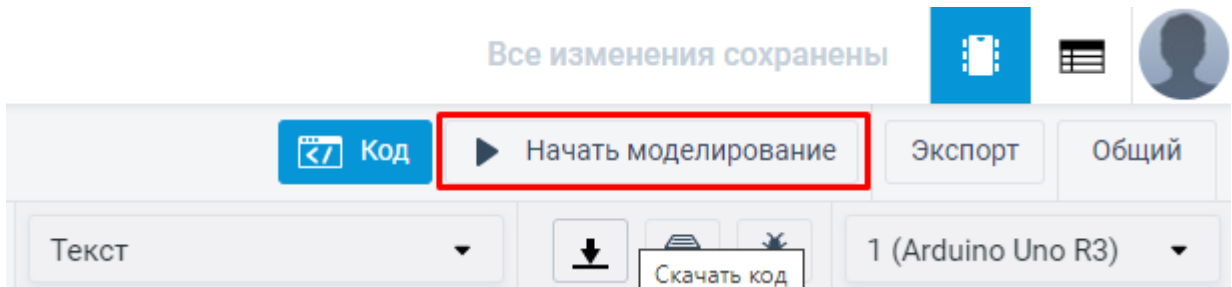 Все изменения сохранены
Код Начать моделирование Экспорт Общий
Текст 1 (Arduino Uno R3)
Скачать код